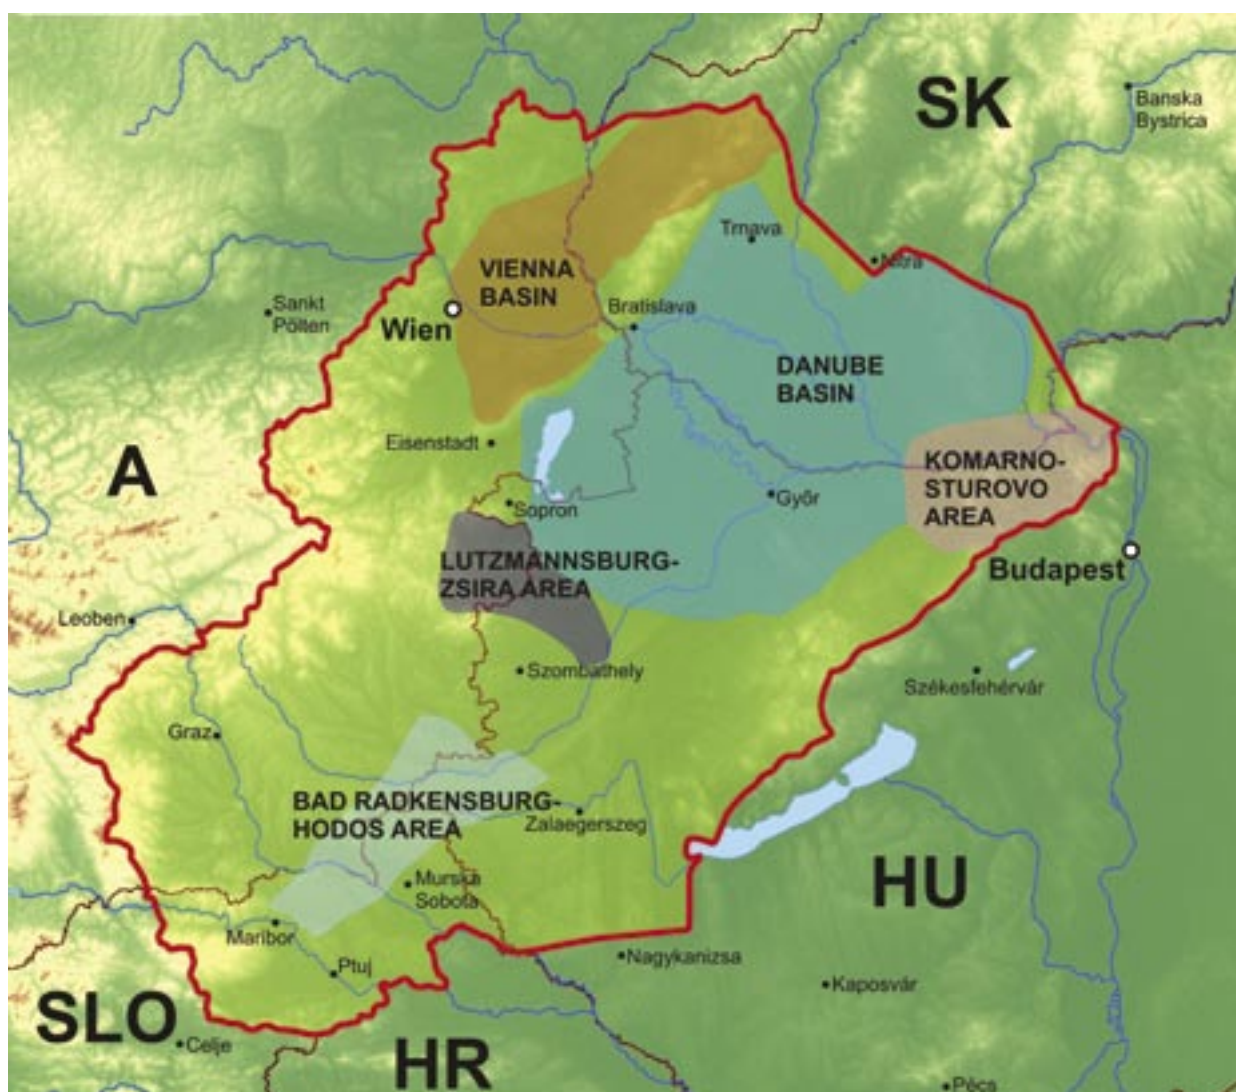 SK
Banska
Bystrica
Trnava
Nitra
VIENNA
BASIN
Sankt
Pölten
Wien
Bratislava
DANUBE
BASIN
Eisenstadt
A
KOMARNO-
STUROVO
AREA
Győr
Sopron
LUTZMANNSBURG-
ZSIRA AREA
Budapest
Leoben
Szombathely
Székesfehérvár
Graz
BAD RADKENSBURG-
HODOS AREA
Zalaegerszeg
HU
Murska
Sobota
Maribor
Ptuj
Nagykanizsa
Kaposvár
SLO
Celje
HR
Pécs